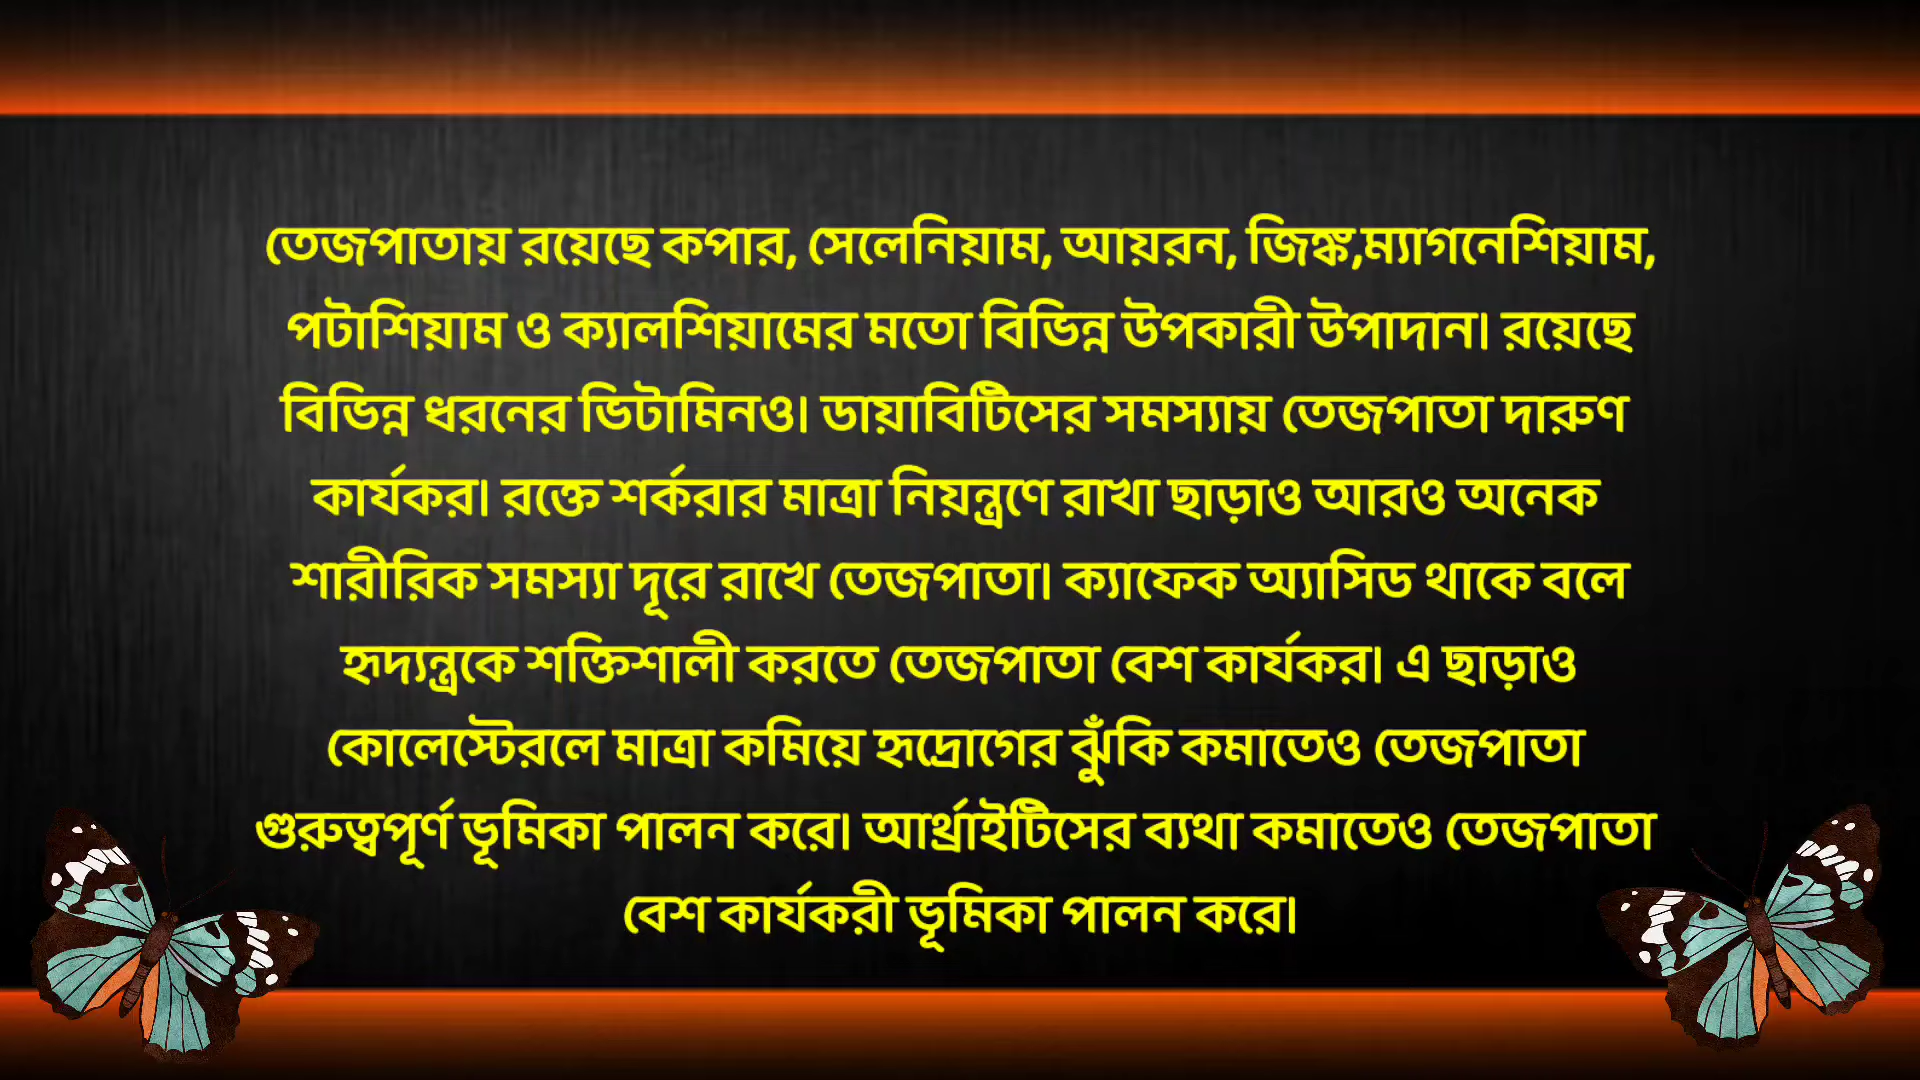 তেজপাতায় রয়েছে কপার, সেলেনিয়াম, আয়রন, জিঙ্ক,ম্যাগনেশিয়াম,
পটাশিয়াম ও ক্যালশিয়ামের মতো বিভিন্ন উপকারী উপাদান। রয়েছে
বিভিন্ন ধরনের ভিটামিনও। ডায়াবিটিসের সমস্যায় তেজপাতা দারুণ
কার্যকর। রক্তে শর্করার মাত্রা নিয়ন্ত্রণে রাখা ছাড়াও আরও অনেক
শারীরিক সমস্যা দূরে রাখে তেজপাতা। ক্যাফেক অ্যাসিড থাকে বলে
হৃদ্যন্ত্রকে শক্তিশালী করতে তেজপাতা বেশ কার্যকর। এ ছাড়াও
কোলেস্টেরলে মাত্রা কমিয়ে হৃদ্রোগের ঝুঁকি কমাতেও তেজপাতা
গুরুত্বপূর্ণ ভূমিকা পালন করে। আর্থ্রাইটিসের ব্যথা কমাতেও তেজপাতা
বেশ কার্যকরী ভূমিকা পালন করে।